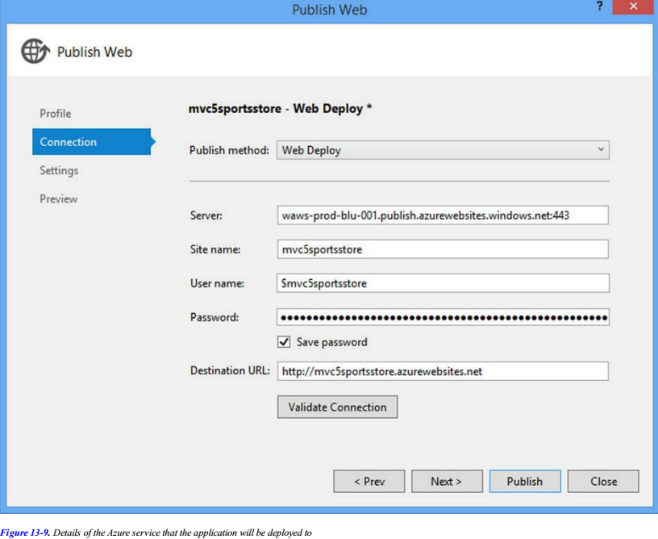 Publish Web
?
Publish Web
Profile
Connection
Settings
Preview
mvc5sportsstore - Web Deploy *
Publish method: Web Deploy
Server: waws-prod-blu-001.publish.azurewebsites.windows.net:443
Site name: mvc5sportsstore
User name: $mvc5sportsstore
Password:
Save password
Destination URL: http://mvc5sportsstore.azurewebsites.net
Validate Connection
< Prev Next > Publish Close
Figure 13-9. Details of the Azure service that the application will be deployed to